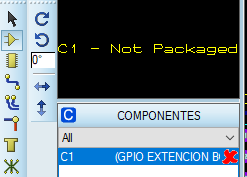 0°
C1 - Not Packaged
C COMPONENTES
All
C1 (GPIO EXTENCION